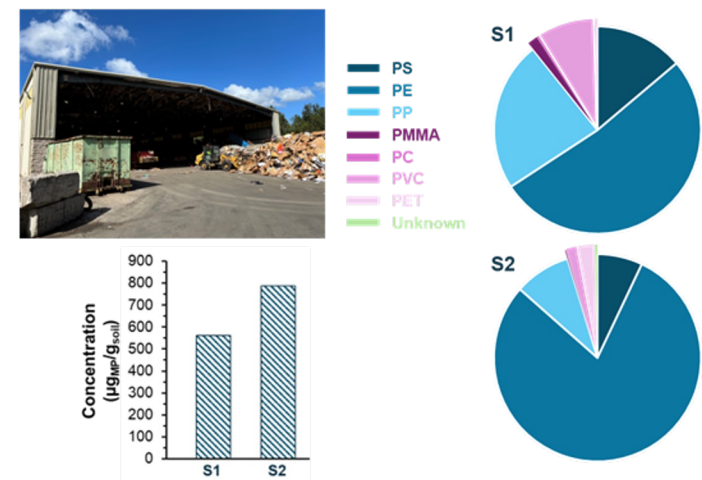 S1
PS
PE
PP
PMMA
PC
PVC
PET
Unknown
S2
Concentration
(µgMP/gsoil)
900
800
700
600
500
400
300
200
100
0
S1
S2